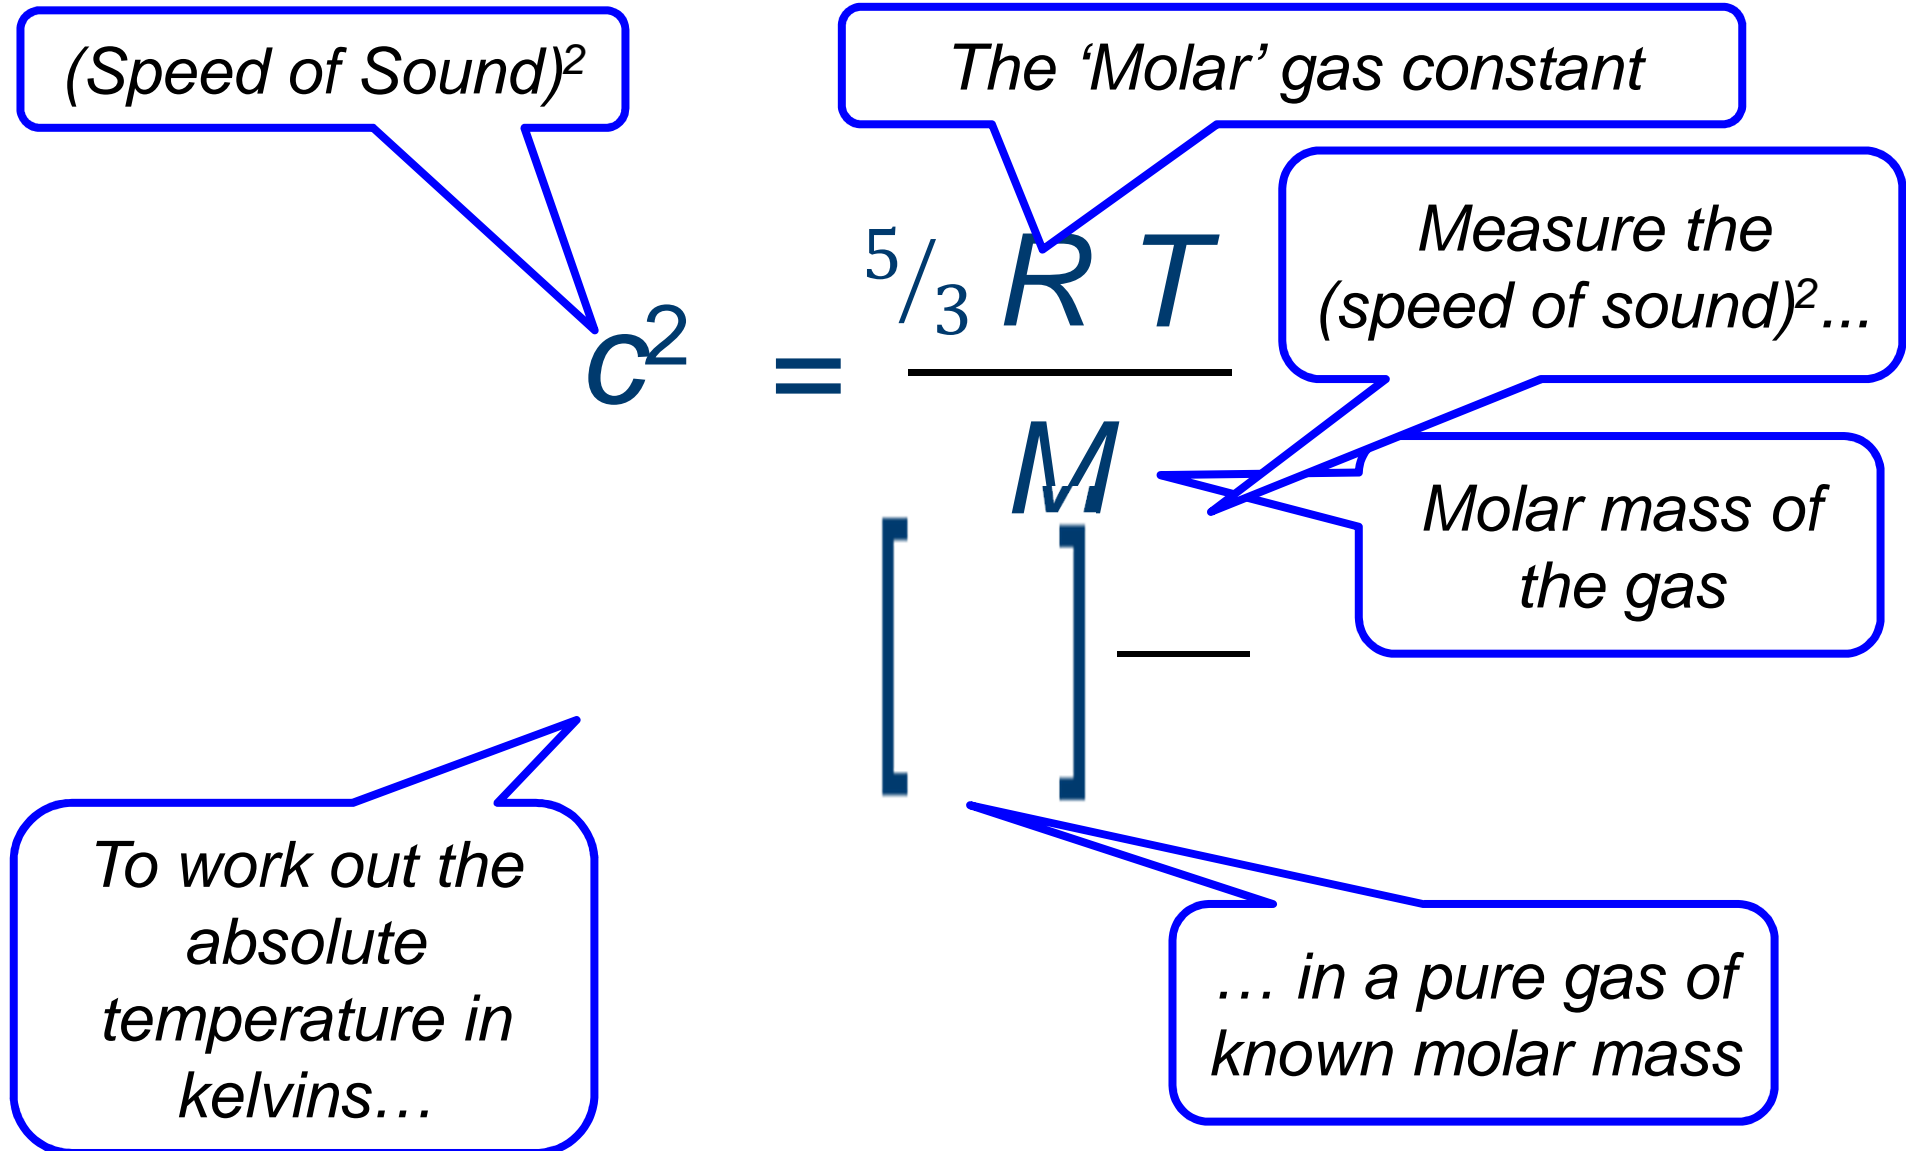 (Speed of Sound)²
The ‘Molar’ gas constant
Measure the
(speed of sound)²...
c² = ⁵/₃ R T
M
Molar mass of
the gas
[ ]
To work out the
absolute
temperature in
kelvins…
… in a pure gas of
known molar mass